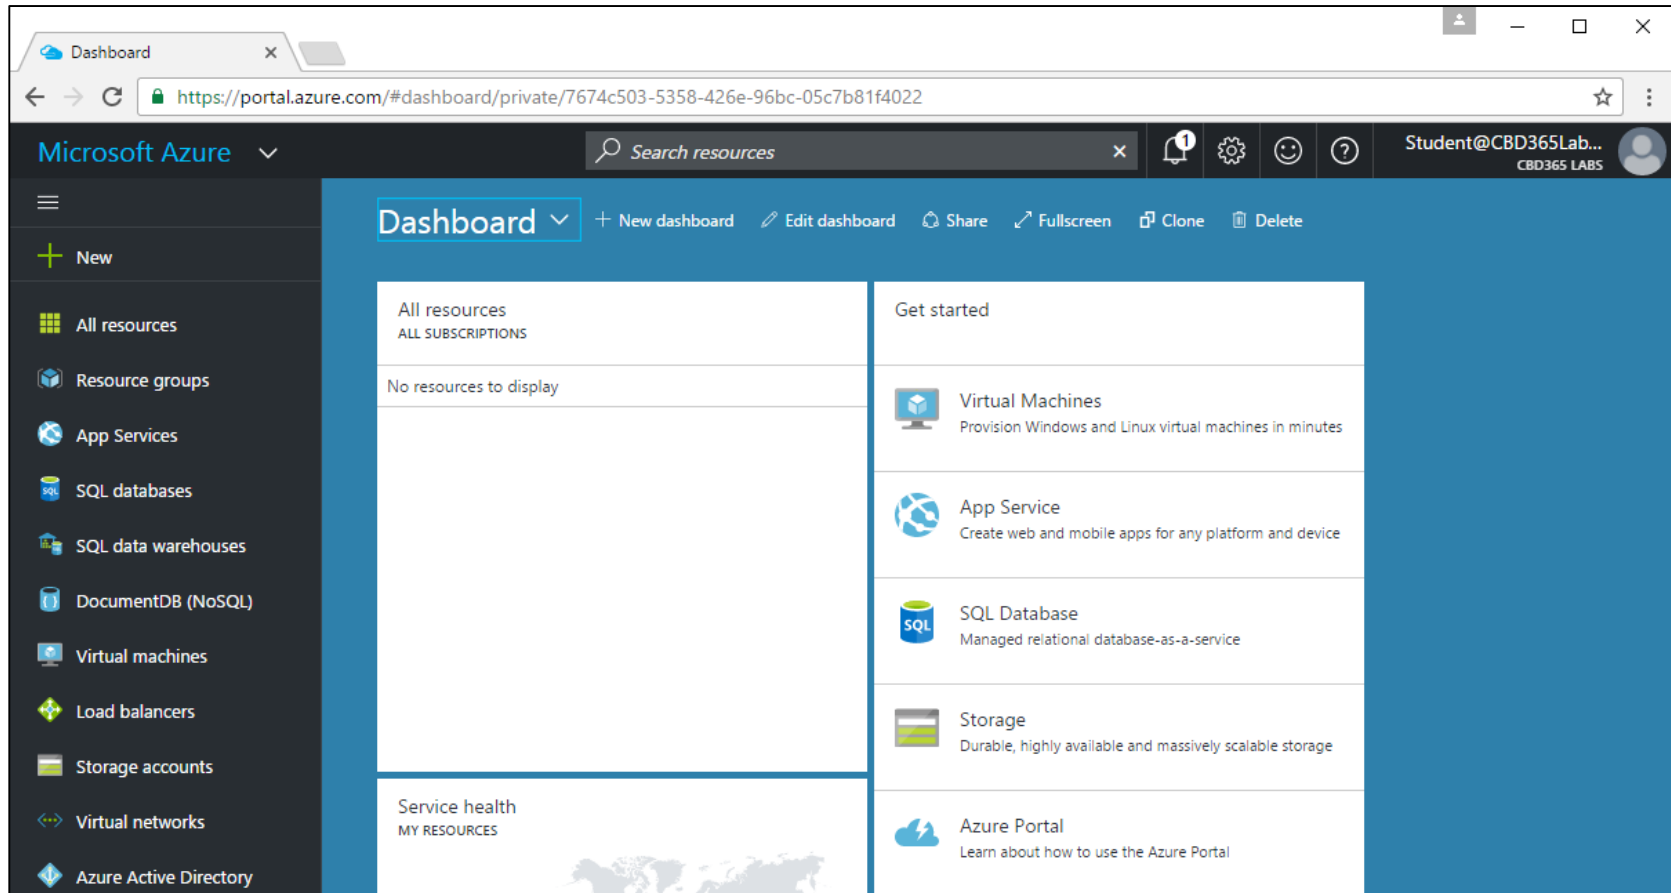 Dashboard
https://portal.azure.com/#dashboard/private/7674c503-5358-426e-96bc-05c7b81f4022
Microsoft Azure
Search resources
1
Student@CBD365Lab...
CBD365 LABS
New
All resources
Resource groups
App Services
SQL databases
SQL data warehouses
DocumentDB (NoSQL)
Virtual machines
Load balancers
Storage accounts
Virtual networks
Azure Active Directory
Dashboard
New dashboard
Edit dashboard
Share
Fullscreen
Clone
Delete
All resources
ALL SUBSCRIPTIONS
No resources to display
Service health
MY RESOURCES
Get started
Virtual Machines
Provision Windows and Linux virtual machines in minutes
App Service
Create web and mobile apps for any platform and device
SQL
SQL Database
Managed relational database-as-a-service
Storage
Durable, highly available and massively scalable storage
Azure Portal
Learn about how to use the Azure Portal